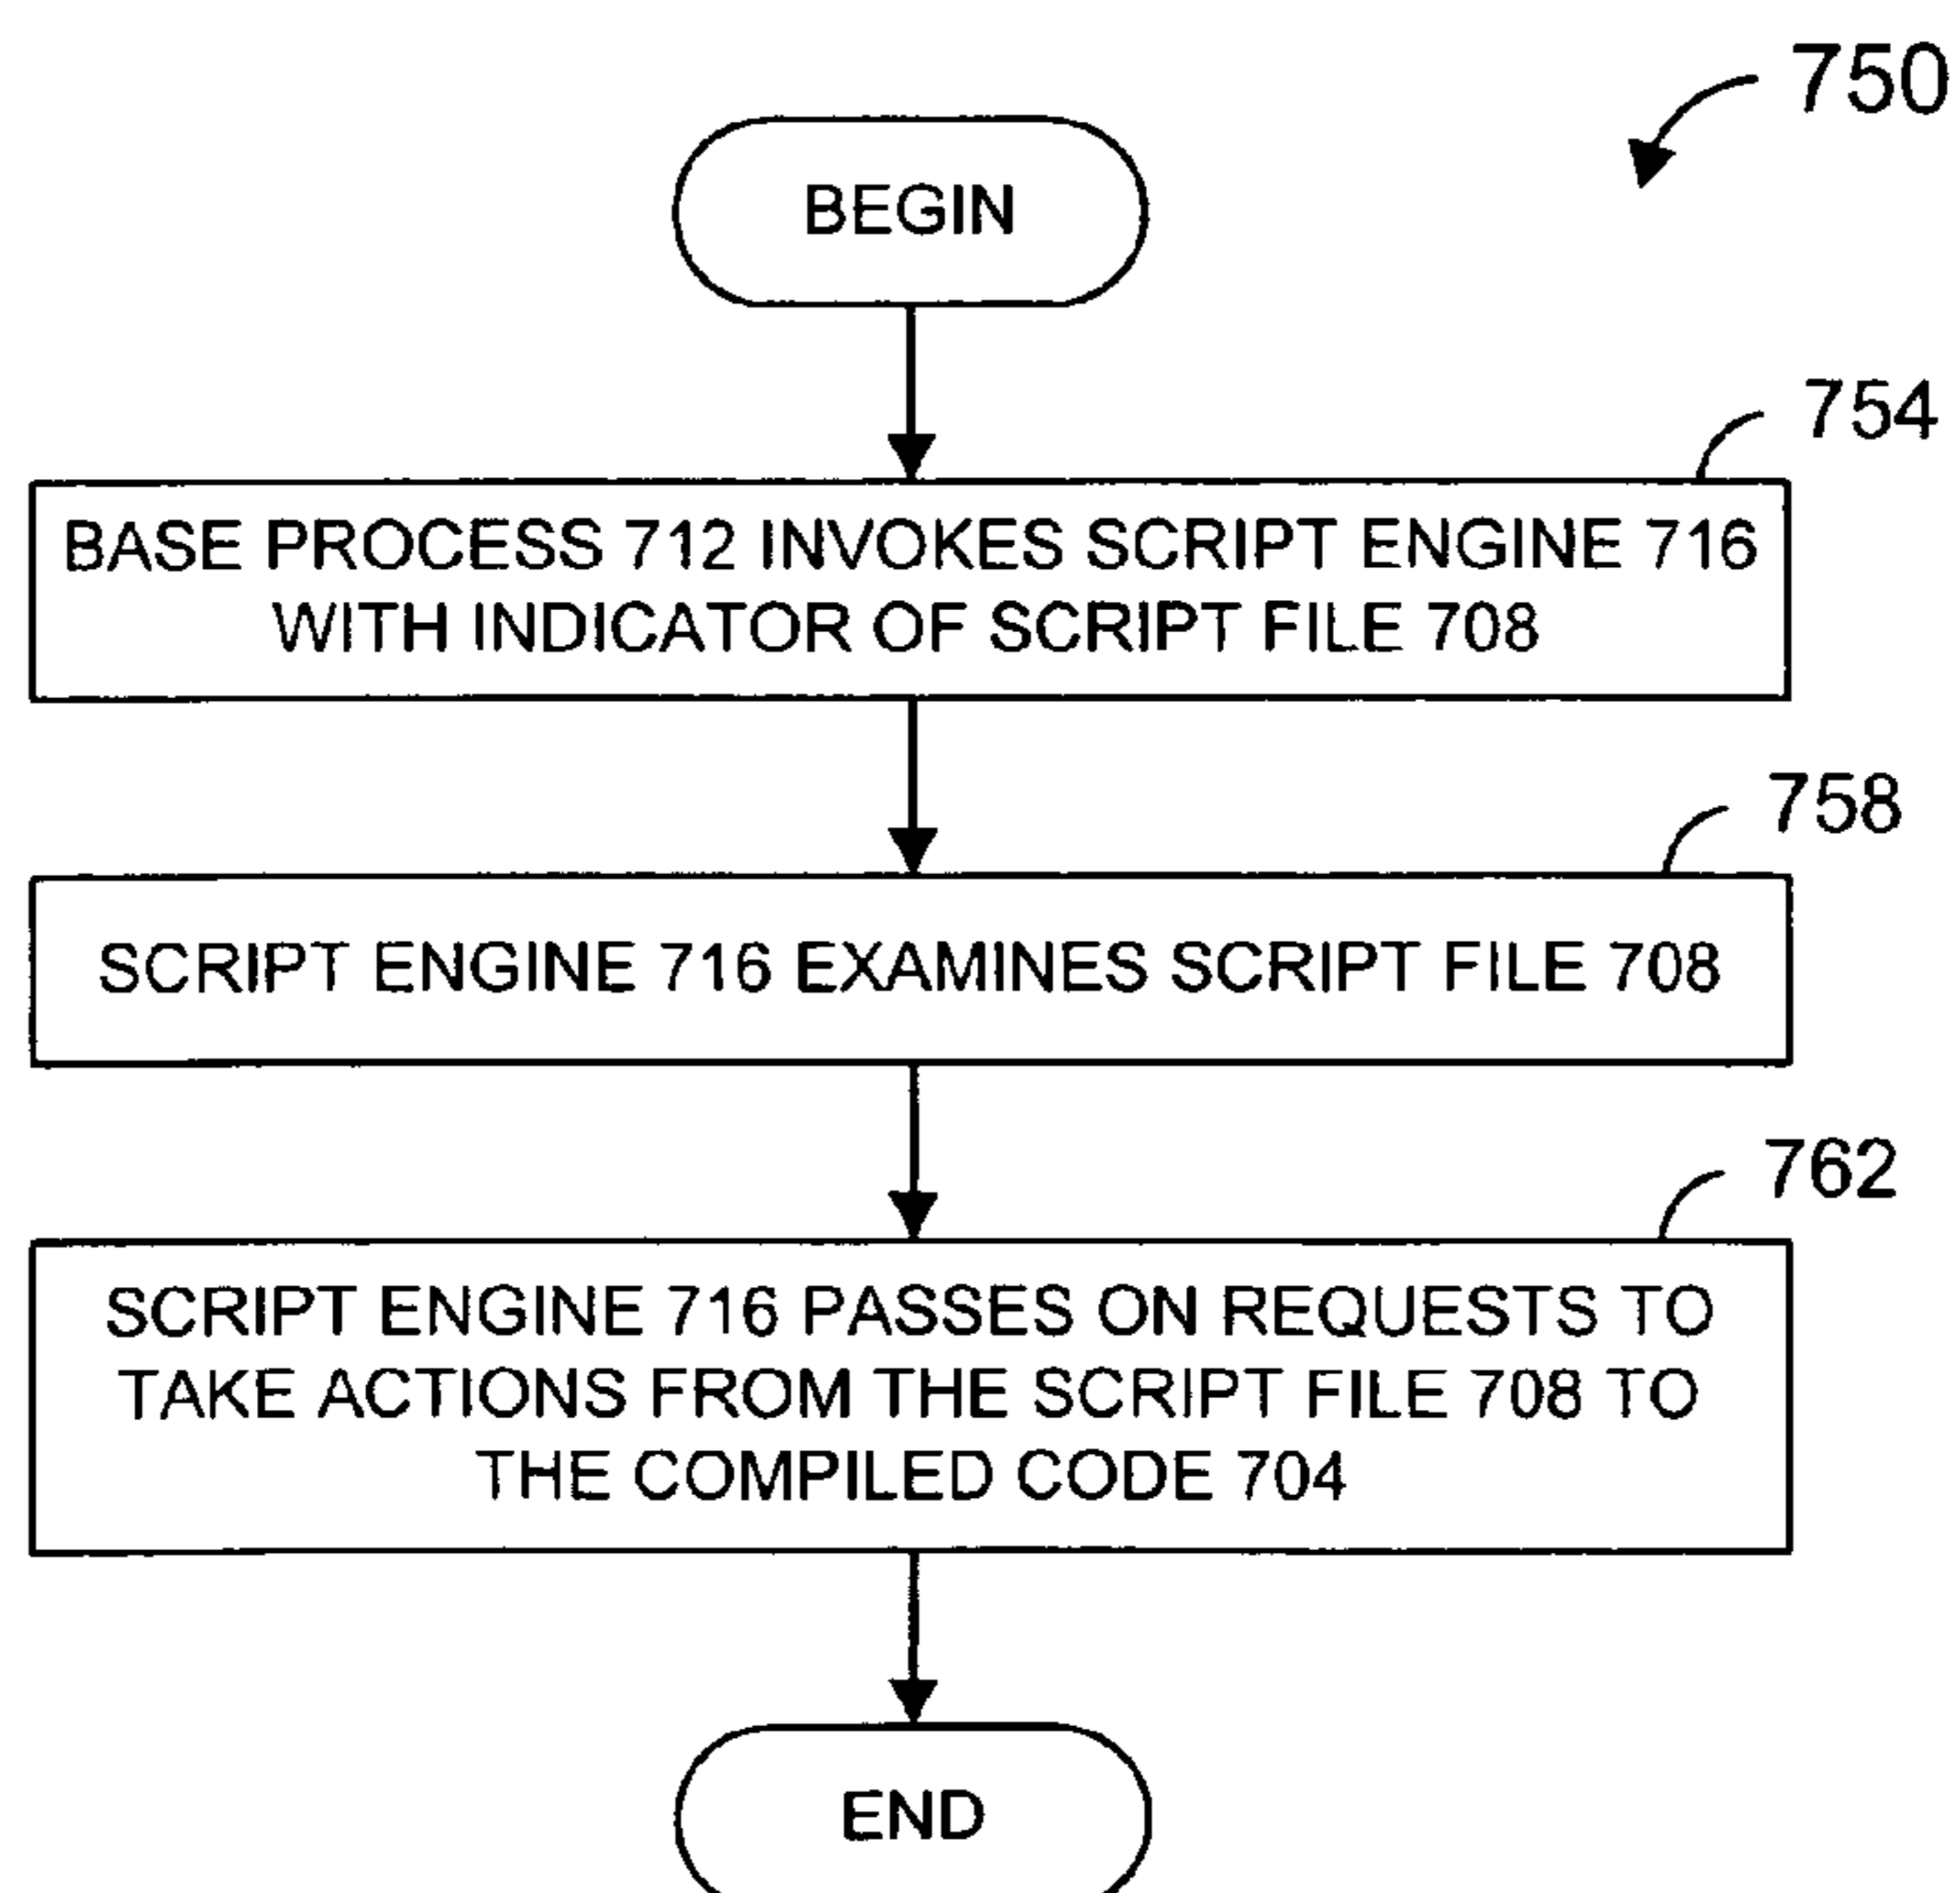 750
BEGIN
754
BASE PROCESS 712 INVOKES SCRIPT ENGINE 716
WITH INDICATOR OF SCRIPT FILE 708
758
SCRIPT ENGINE 716 EXAMINES SCRIPT FILE 708
762
SCRIPT ENGINE 716 PASSES ON REQUESTS TO
TAKE ACTIONS FROM THE SCRIPT FILE 708 TO
THE COMPILED CODE 704
END